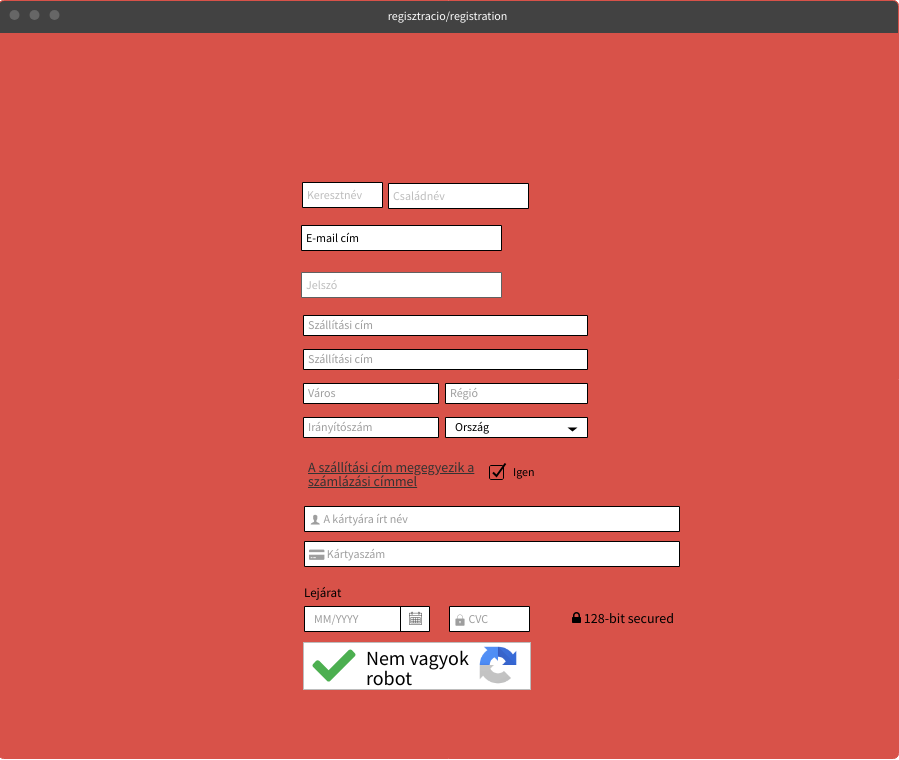 regisztracio/registration
Keresztnév Családnév
E-mail cím
Jelszó
Szállítási cím
Szállítási cím
Város Régió
Irányítószám Ország
A szállítási cím megegyezik a
számlázási címmel Igen
A kártyára írt név
Kártyaszám
Lejárat
MM/YYYY CVC 128-bit secured
Nem vagyok
robot